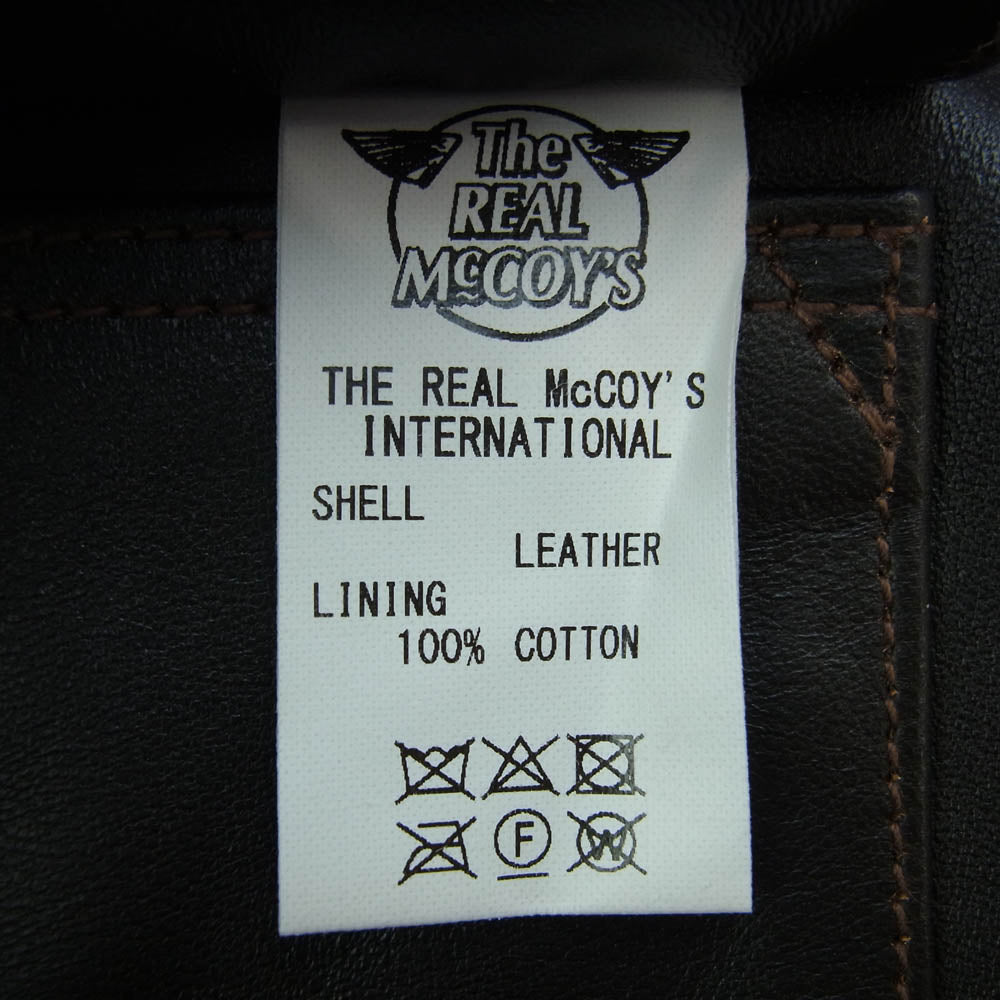 The
REAL
McCOY'S
THE REAL McCOY'S
INTERNATIONAL
SHELL
LEATHER
LINING
100% COTTON
F
W